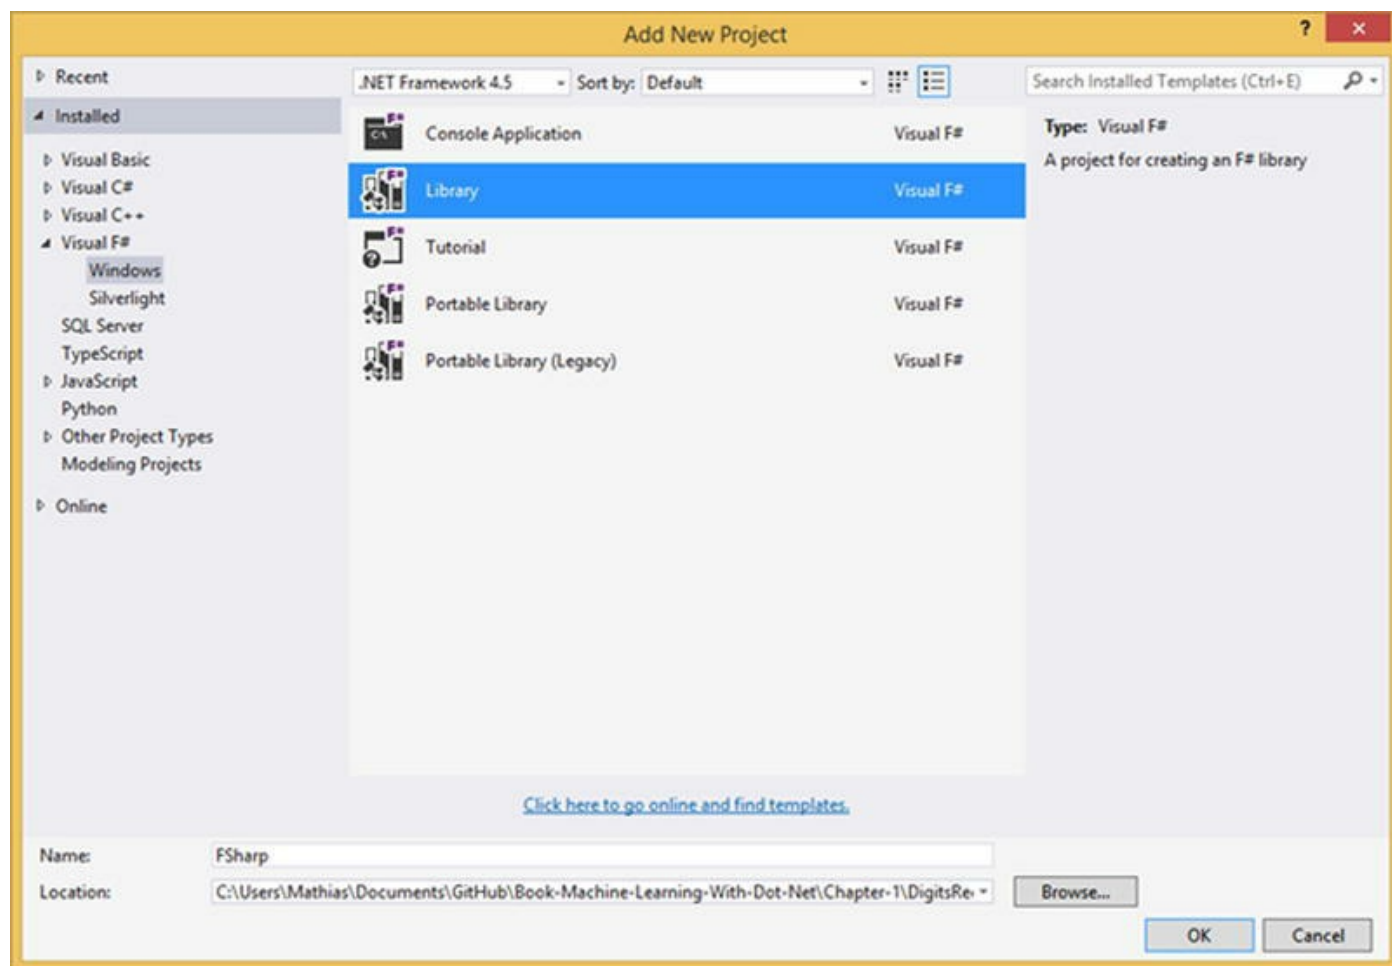 Add New Project
?
Recent
.NET Framework 4.5
Sort by: Default
Search Installed Templates (Ctrl+E)
Installed
Visual Basic
Visual C#
Visual C++
Visual F#
Windows
Silverlight
SQL Server
TypeScript
JavaScript
Python
Other Project Types
Modeling Projects
Online
Console Application Visual F#
Library Visual F#
Tutorial Visual F#
Portable Library Visual F#
Portable Library (Legacy) Visual F#
Type: Visual F#
A project for creating an F# library
Click here to go online and find templates.
Name: FSharp
Location: C:\Users\Mathias\Documents\GitHub\Book-Machine-Learning-With-Dot-Net\Chapter-1\DigitsRe
Browse...
OK Cancel